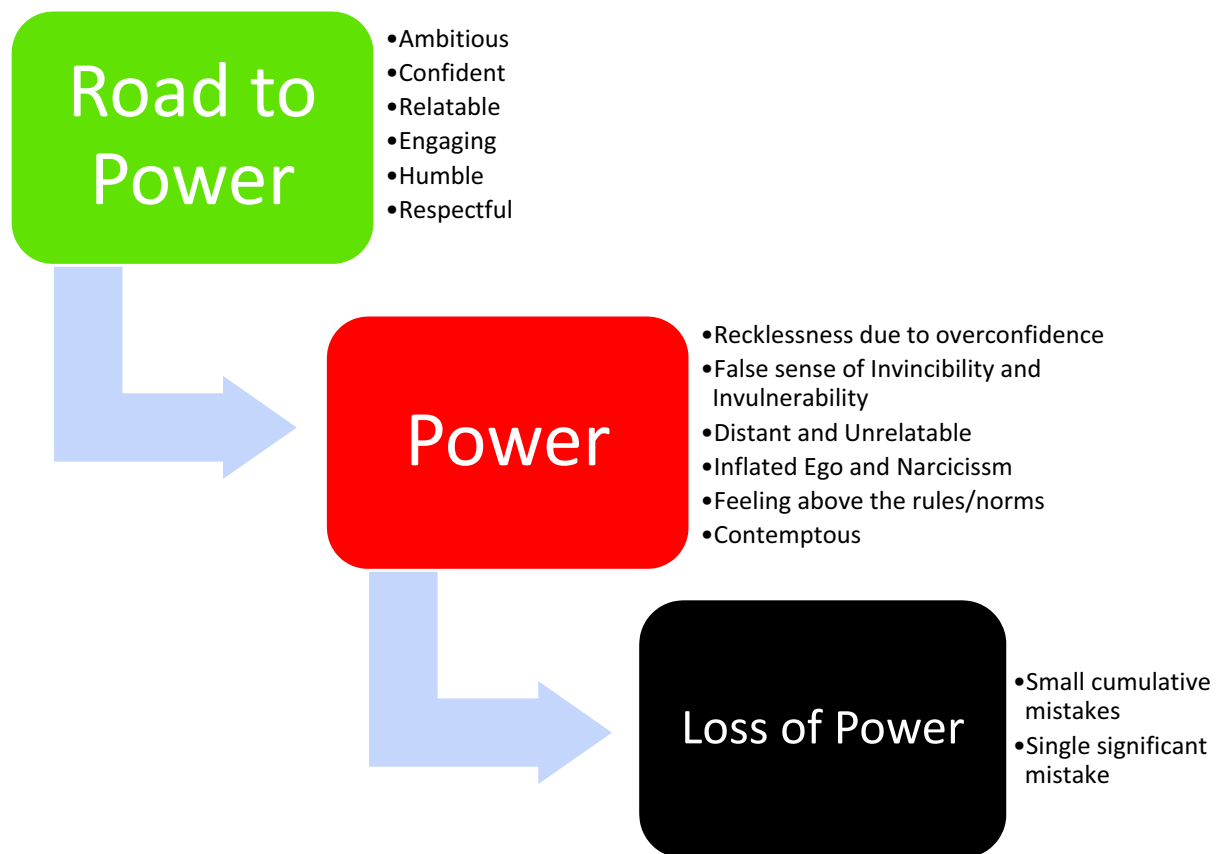 Road to
Power
•Ambitious
•Confident
•Relatable
•Engaging
•Humble
•Respectful
Power
•Recklessness due to overconfidence
•False sense of Invincibility and
Invulnerability
•Distant and Unrelatable
•Inflated Ego and Narcicissm
•Feeling above the rules/norms
•Contemptous
Loss of Power
•Small cumulative
mistakes
•Single significant
mistake